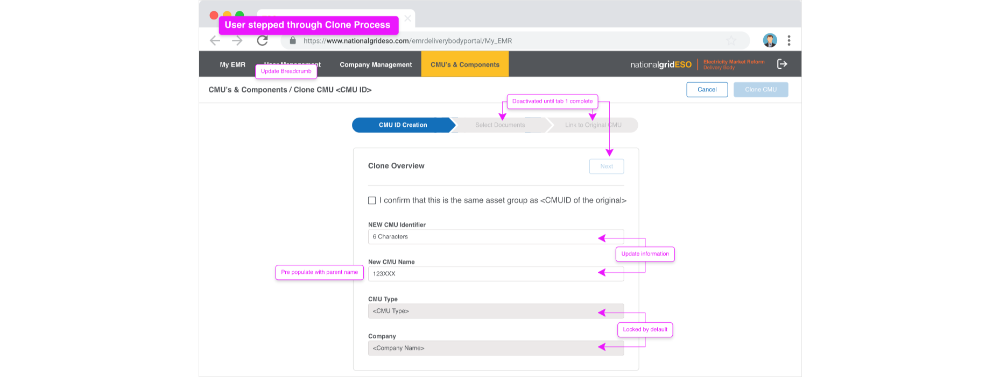 User stepped through Clone Process
https://www.nationalgrideso.com/emrdeliverybodyportal/My_EMR
My EMR
User Management
Company Management
CMU's & Components
nationalgridESO
Electricity Market Reform
Delivery Body
Update Breadcrumb
CMU's & Components / Clone CMU <CMU ID>
Cancel
Clone CMU
Deactivated until tab 1 complete
CMU ID Creation
Select Documents
Link to Original CMU
Clone Overview
Next
I confirm that this is the same asset group as <CMUID of the original>
NEW CMU Identifier
6 Characters
Update information
New CMU Name
Pre populate with parent name
123XXX
CMU Type
<CMU Type>
Locked by default
Company
<Company Name>